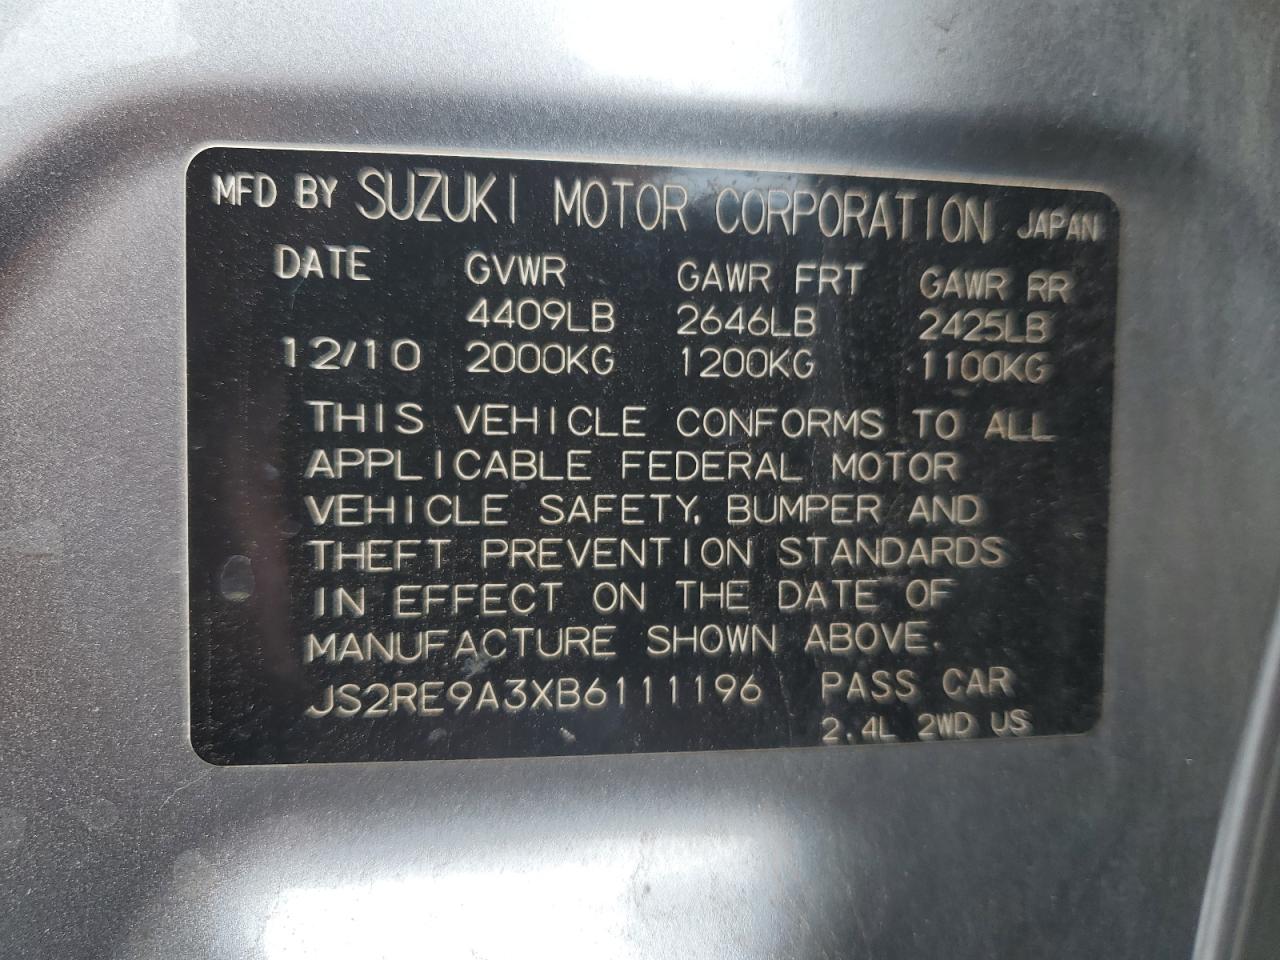 MFD BY SUZUKI MOTOR CORPORATION JAPAN
DATE GVWR GAWR FRT GAWR RR
4409LB 2646LB 2425LB
12/10 2000KG 1200KG 1100KG
THIS VEHICLE CONFORMS TO ALL
APPLICABLE FEDERAL MOTOR
VEHICLE SAFETY, BUMPER AND
THEFT PREVENTION STANDARDS
IN EFFECT ON THE DATE OF
MANUFACTURE SHOWN ABOVE.
JS2RE9A3XB6111196 PASS CAR
2.4L 2WD US